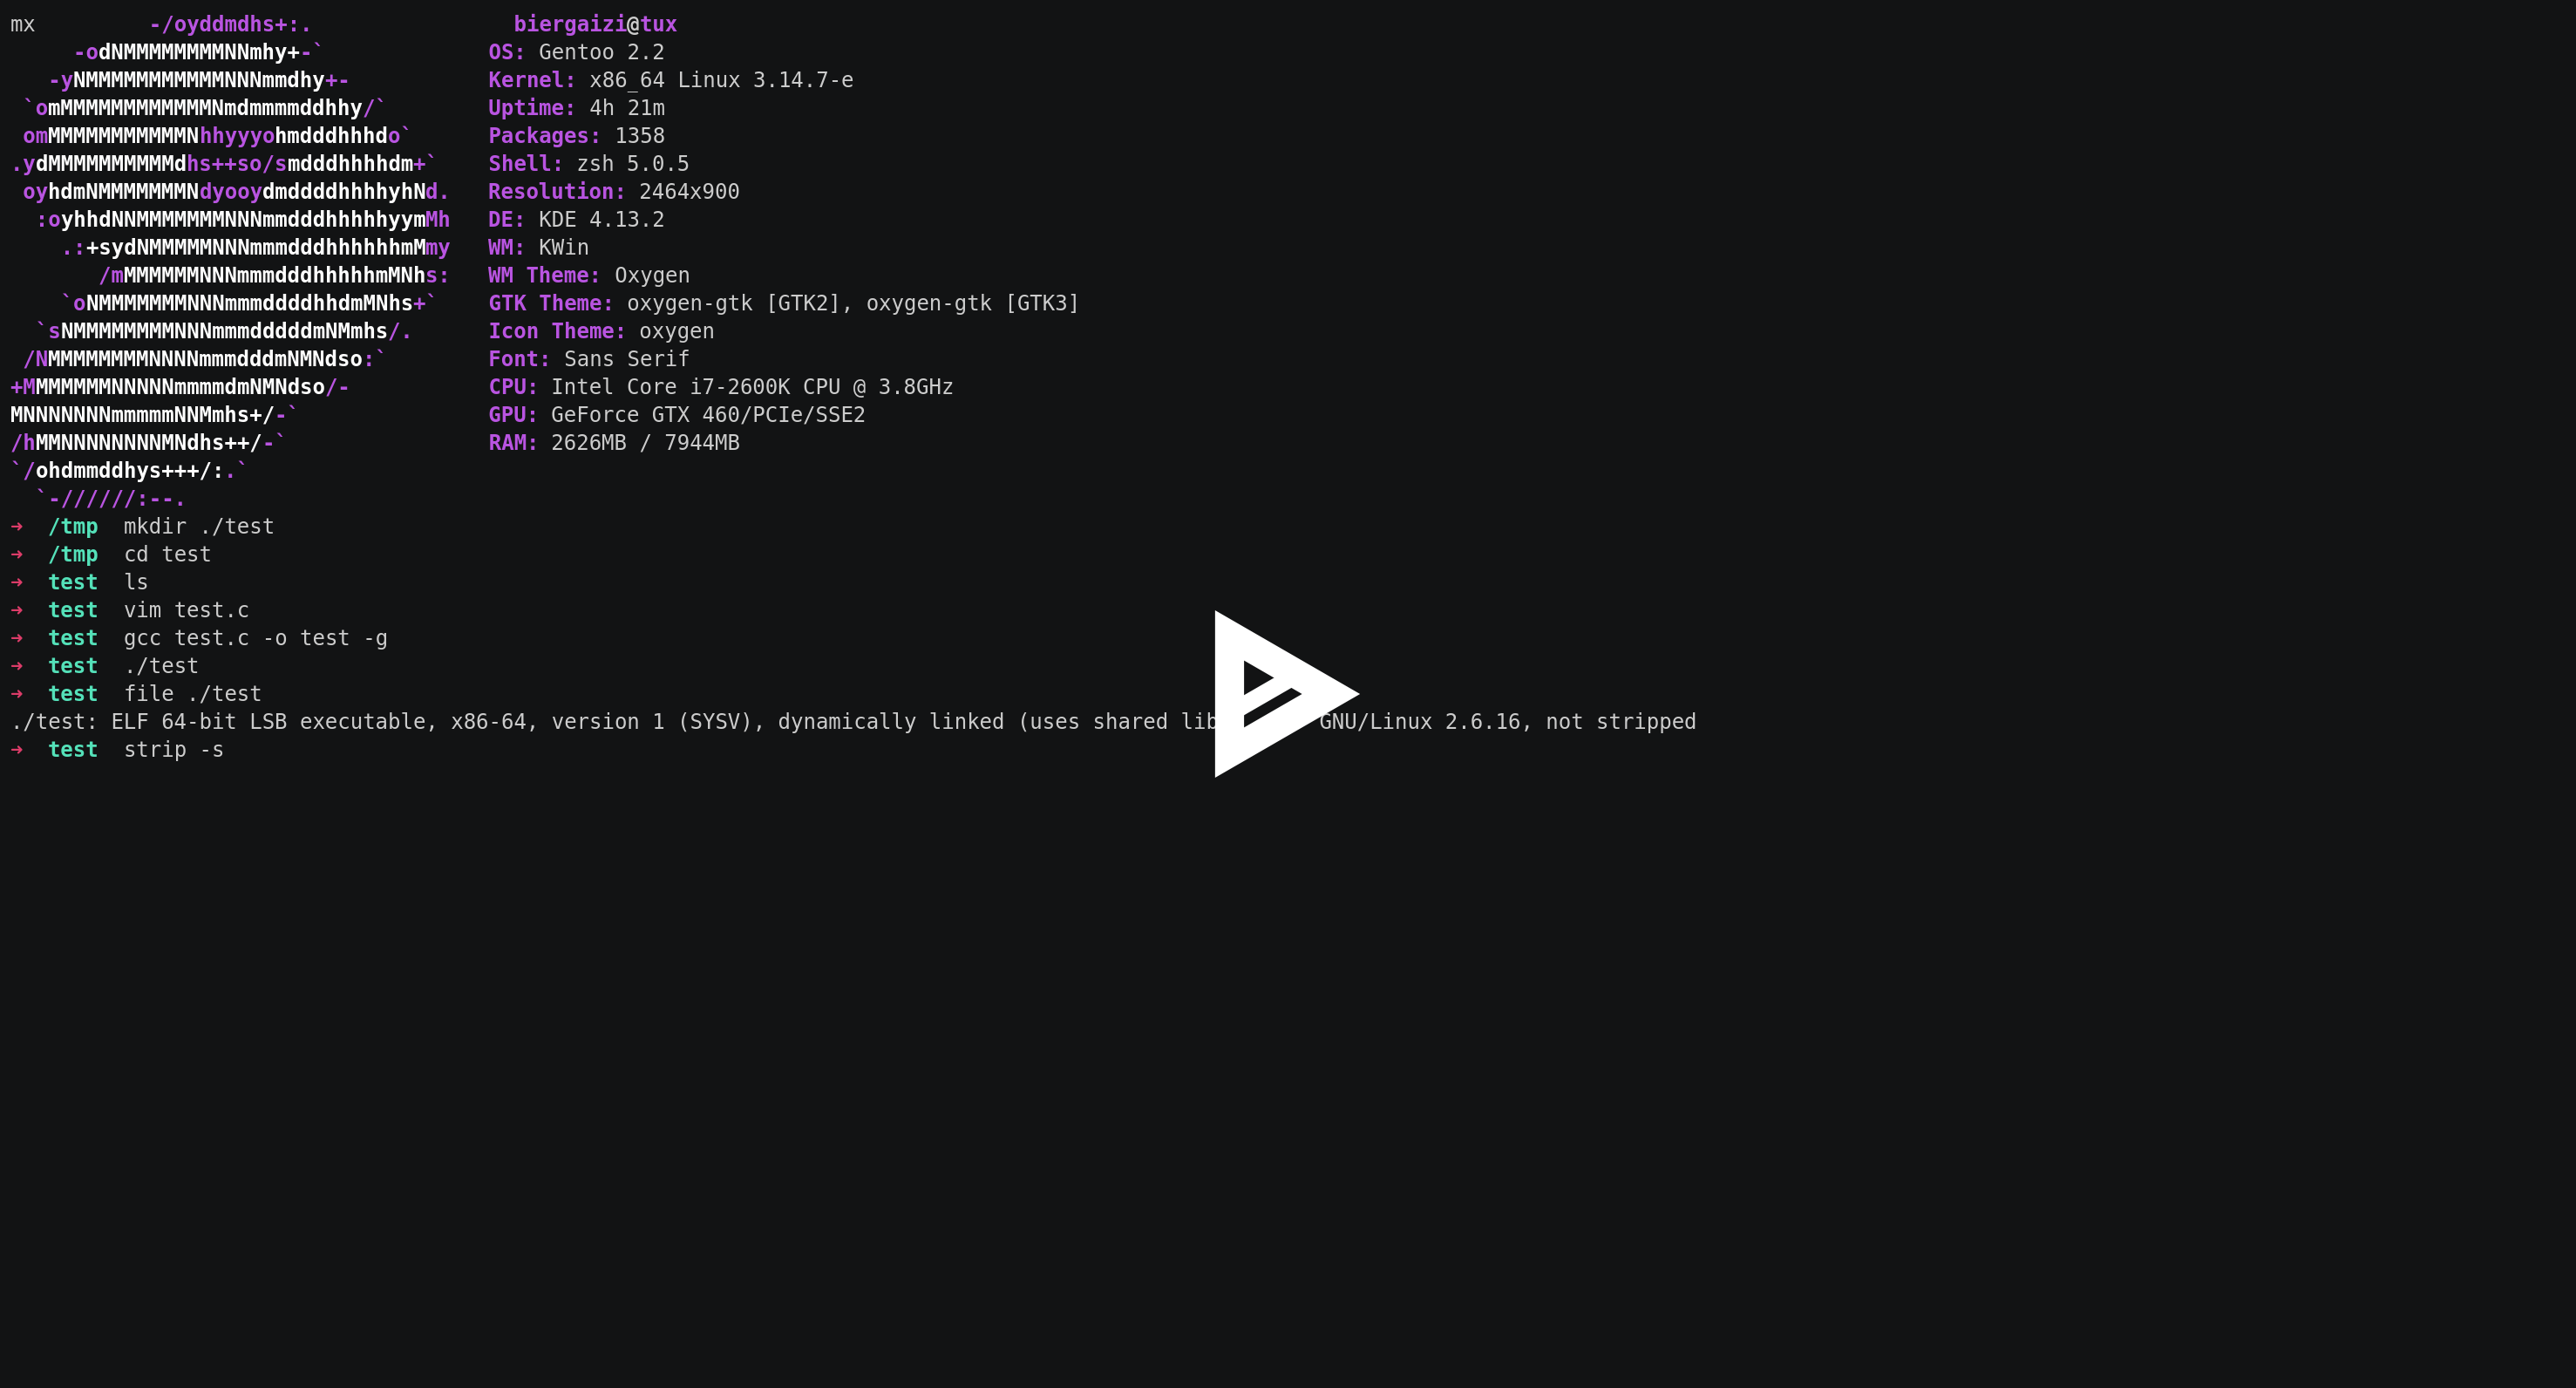 mx         -/oyddmdhs+:.                biergaizi@tux
     -odNMMMMMMMMNNmhy+-`             OS: Gentoo 2.2
   -yNMMMMMMMMMMMNNNmmdhy+-           Kernel: x86_64 Linux 3.14.7-e
 `omMMMMMMMMMMMMNmdmmmmddhhy/`        Uptime: 4h 21m
 omMMMMMMMMMMMNhhyyyohmdddhhhdo`      Packages: 1358
.ydMMMMMMMMMMdhs++so/smdddhhhhdm+`    Shell: zsh 5.0.5
 oyhdmNMMMMMMMNdyooydmddddhhhhyhNd.   Resolution: 2464x900
  :oyhhdNNMMMMMMMNNNmmdddhhhhhyymMh   DE: KDE 4.13.2
    .:+sydNMMMMMNNNmmmdddhhhhhhmMmy   WM: KWin
       /mMMMMMMNNNmmmdddhhhhhmMNhs:   WM Theme: Oxygen
    `oNMMMMMMMNNNmmmddddhhdmMNhs+`    GTK Theme: oxygen-gtk [GTK2], oxygen-gtk [GTK3]
  `sNMMMMMMMMNNNmmmdddddmNMmhs/.      Icon Theme: oxygen
 /NMMMMMMMMNNNNmmmdddmNMNdso:`        Font: Sans Serif
+MMMMMMMNNNNNmmmmdmNMNdso/-           CPU: Intel Core i7-2600K CPU @ 3.8GHz
MNNNNNNNmmmmmNNMmhs+/-`               GPU: GeForce GTX 460/PCIe/SSE2
/hMMNNNNNNNNMNdhs++/-`                RAM: 2626MB / 7944MB
`/ohdmmddhys+++/:.`
  `-//////:--.
➜  /tmp  mkdir ./test
➜  /tmp  cd test
➜  test  ls
➜  test  vim test.c
➜  test  gcc test.c -o test -g
➜  test  ./test
➜  test  file ./test
./test: ELF 64-bit LSB executable, x86-64, version 1 (SYSV), dynamically linked (uses shared GNU/Linux 2.6.16, not stripped
➜  test  strip -s